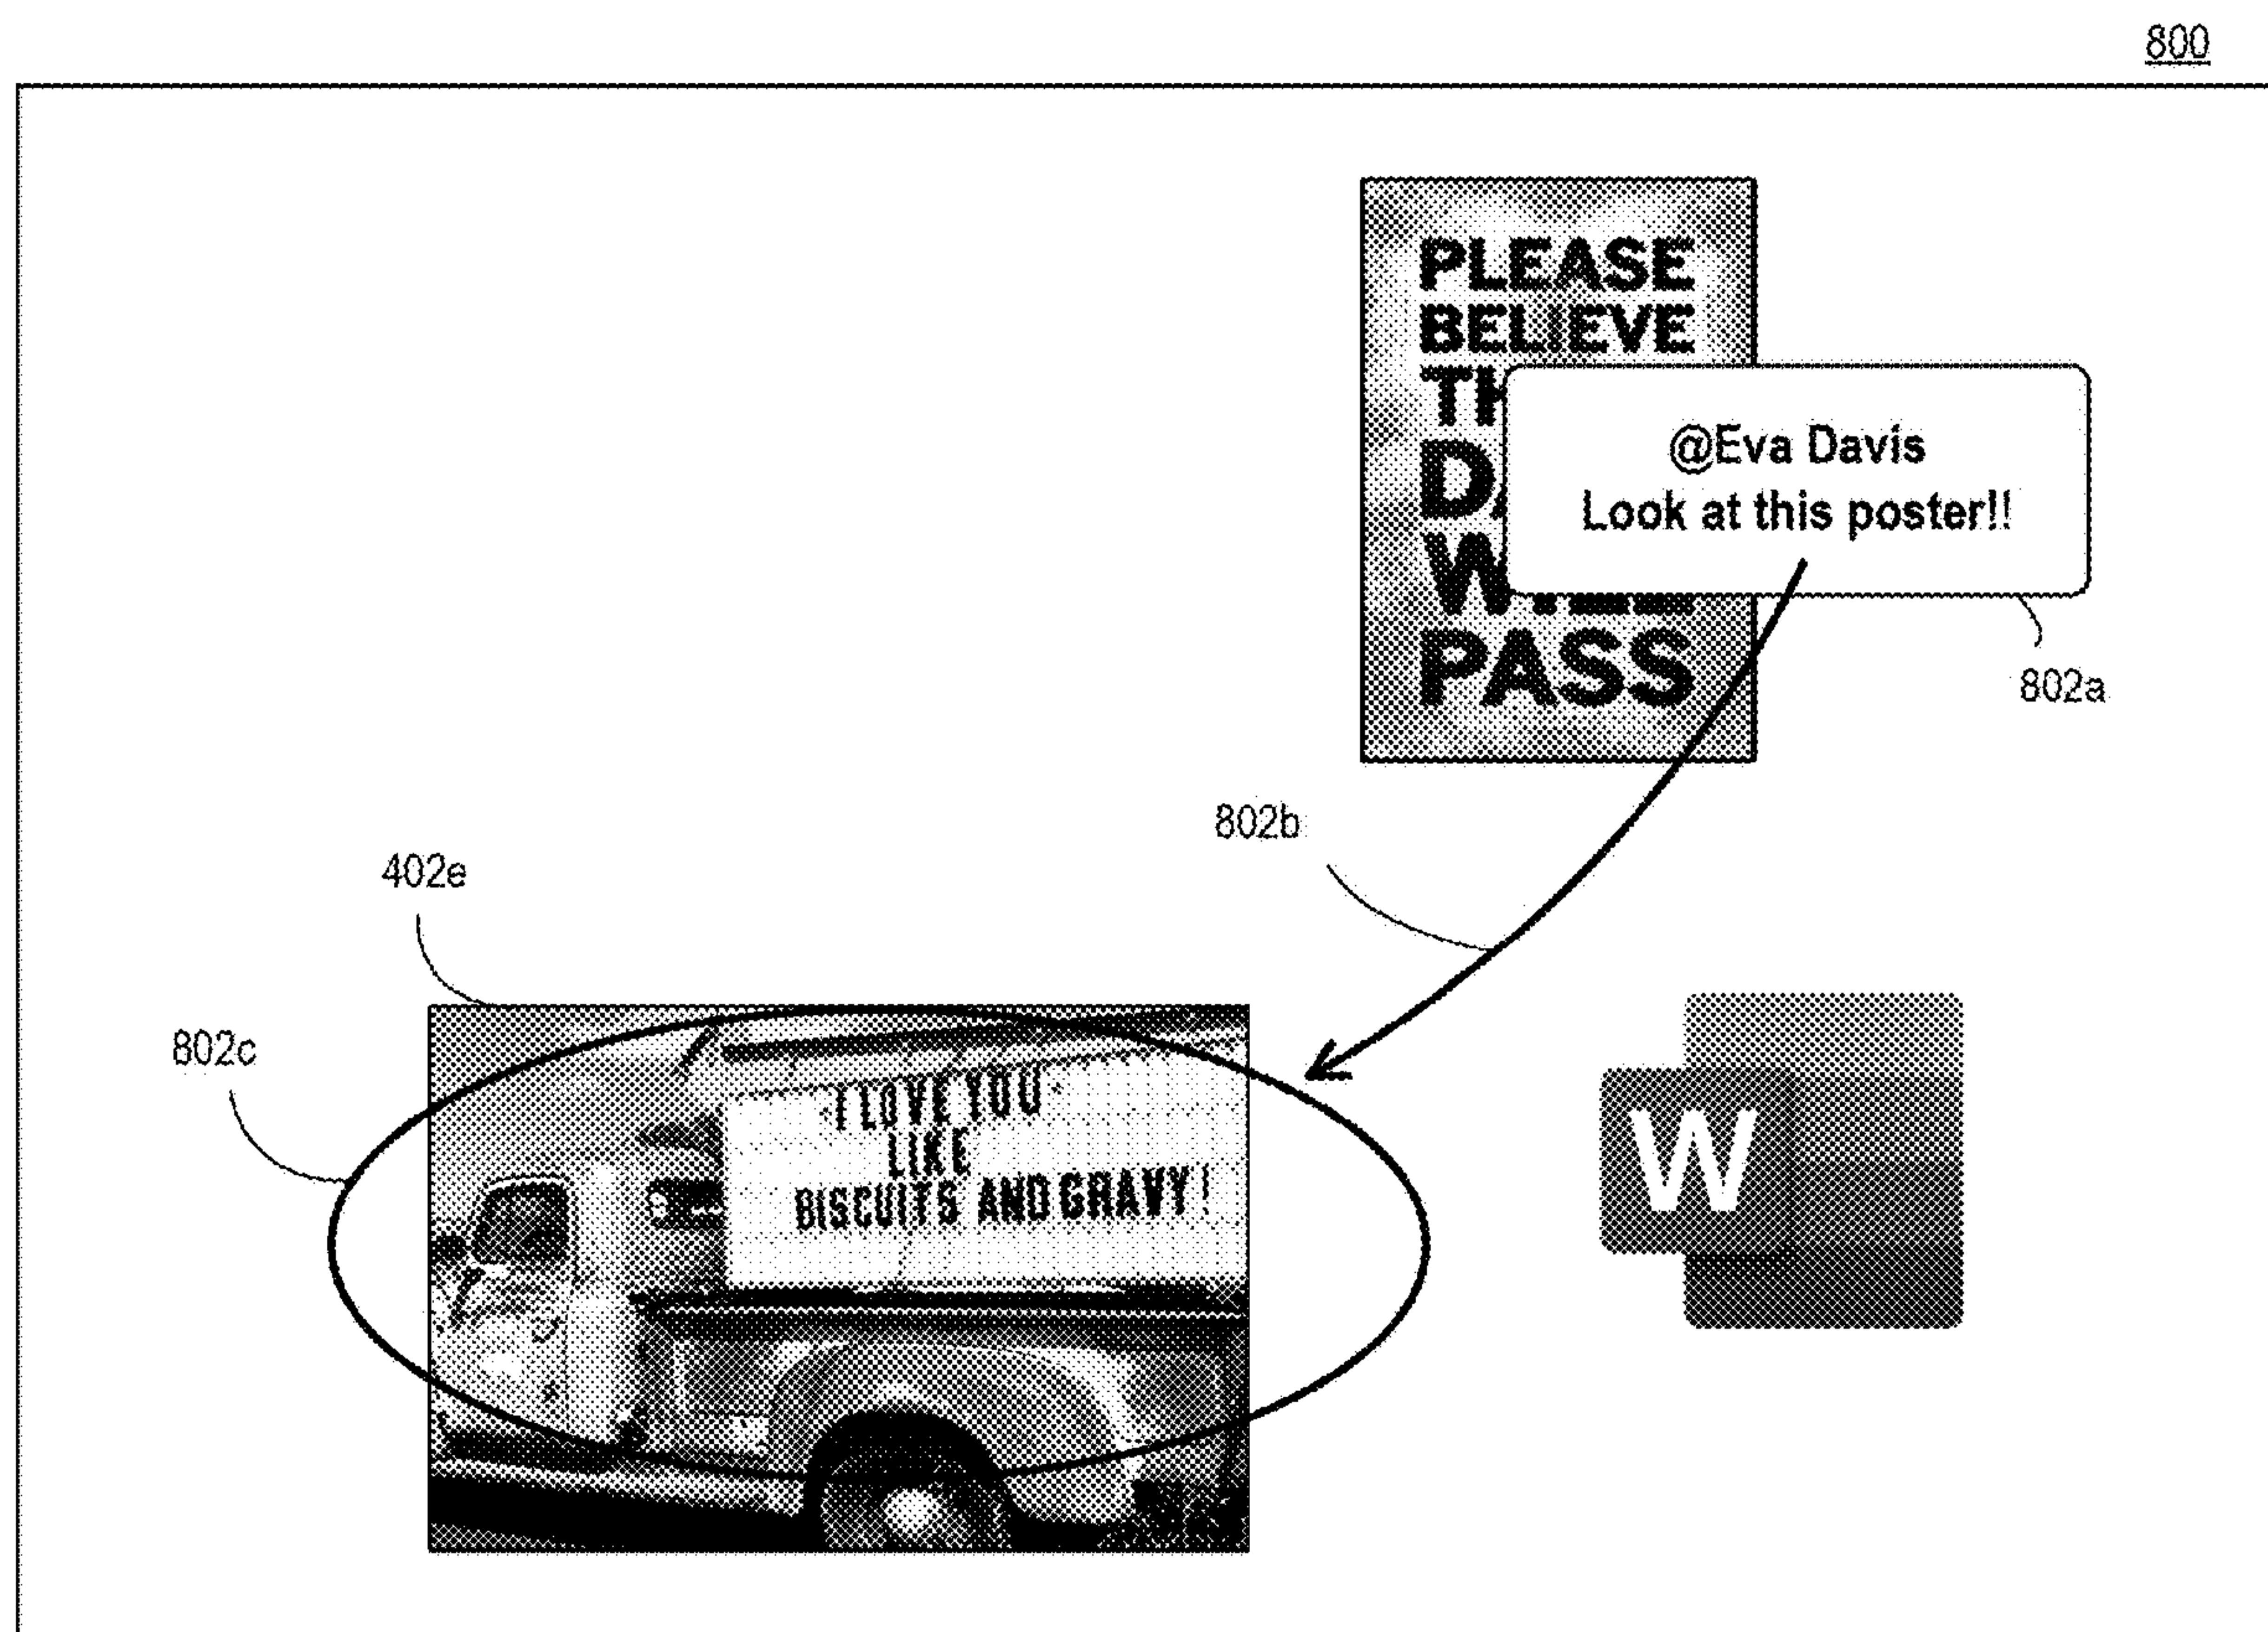 800
PLEASE
BELIEVE
TH
D
W
PASS
@Eva Davis
Look at this poster!!
802a
802b
402e
802c
I LOVE YOU
LIKE
BISCUITS AND GRAVY!
W